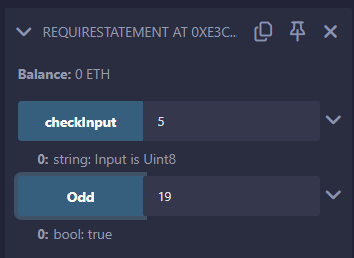 REQUIRESTATEMENT AT 0XE3C...
Balance: 0 ETH
checkInput 5
0: string: Input is Uint8
Odd 19
0: bool: true